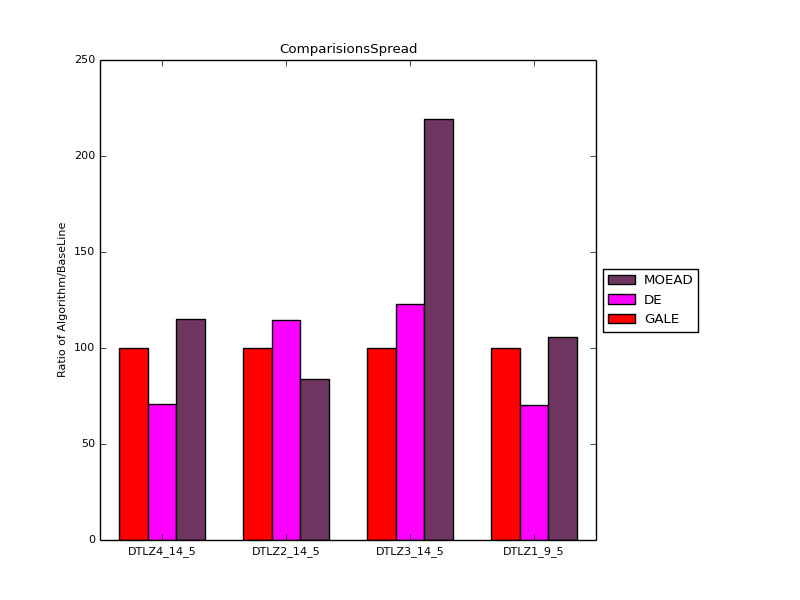 ComparisionsSpread
250
200
150
100
50
0
Ratio of Algorithm/BaseLine
DTLZ4_14_5
DTLZ2_14_5
DTLZ3_14_5
DTLZ1_9_5
MOEAD
DE
GALE